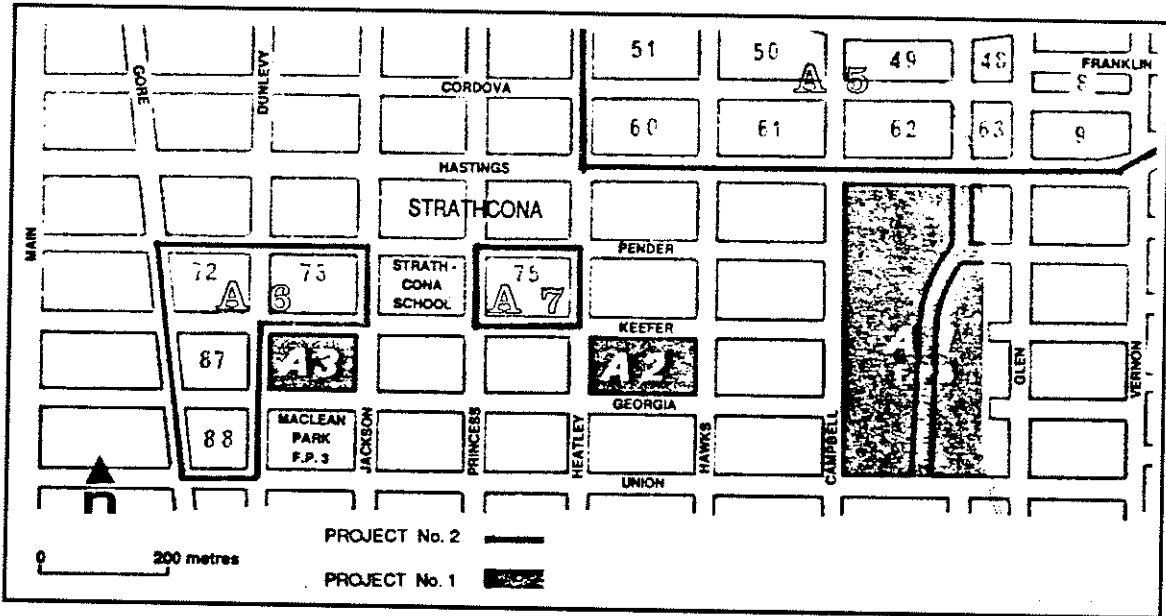 51
50
49
48
FRANKLIN
GORE
DUNLEVY
CORDOVA
A 5
8
60
61
62
63
9
HASTINGS
STRATHCONA
MAIN
PENDER
72
73
STRATH-
CONA
SCHOOL
75
A 6
A 7
KEEFER
87
A3
A2
GLEN
VERNON
GEORGIA
88
MACLEAN
PARK
F.P. 3
JACKSON
PRINCESS
HEATLEY
HAWKS
CAMPBELL
UNION
n
0 200 metres
PROJECT No. 2
PROJECT No. 1